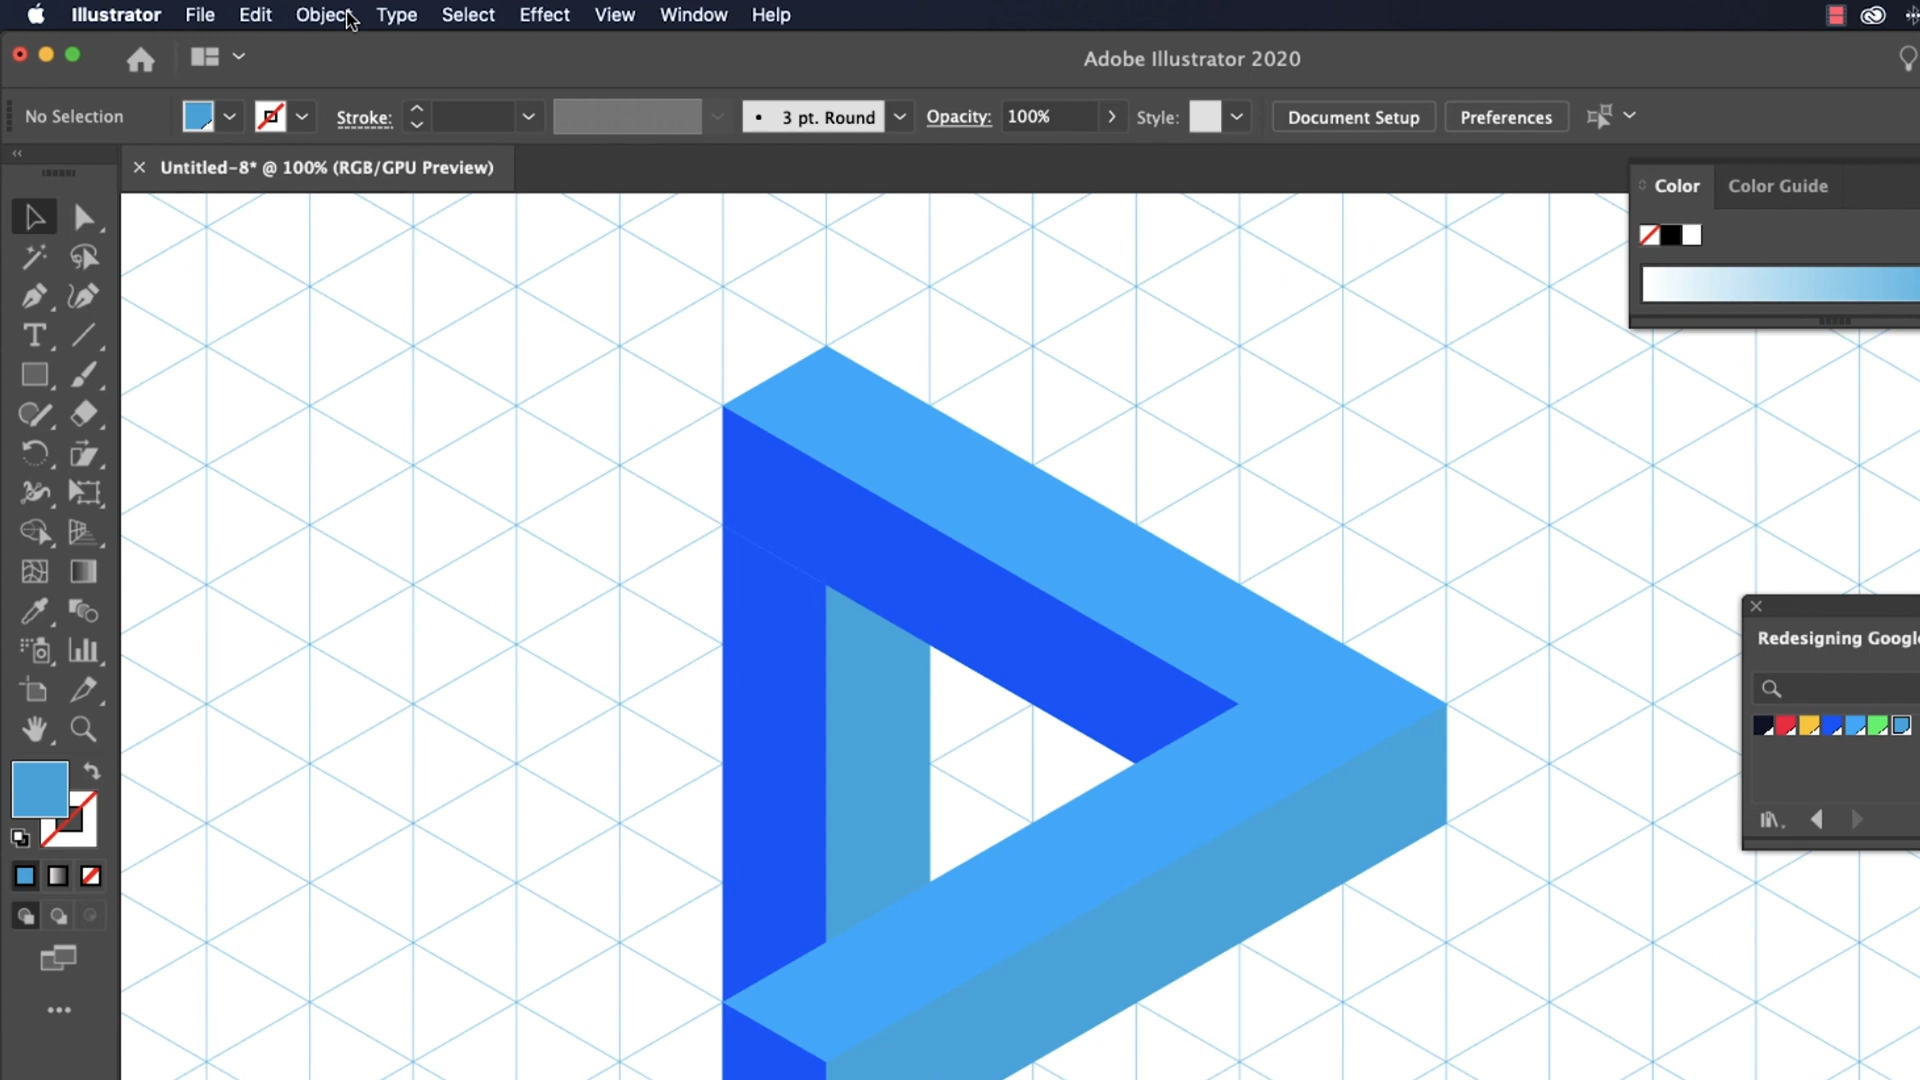 Illustrator File Edit Object Type Select Effect View Window Help
Adobe Illustrator 2020
No Selection Stroke: 3 pt. Round Opacity: 100% Style: Document Setup Preferences
Untitled-8* @ 100% (RGB/GPU Preview)
Color Color Guide
Redesigning Google